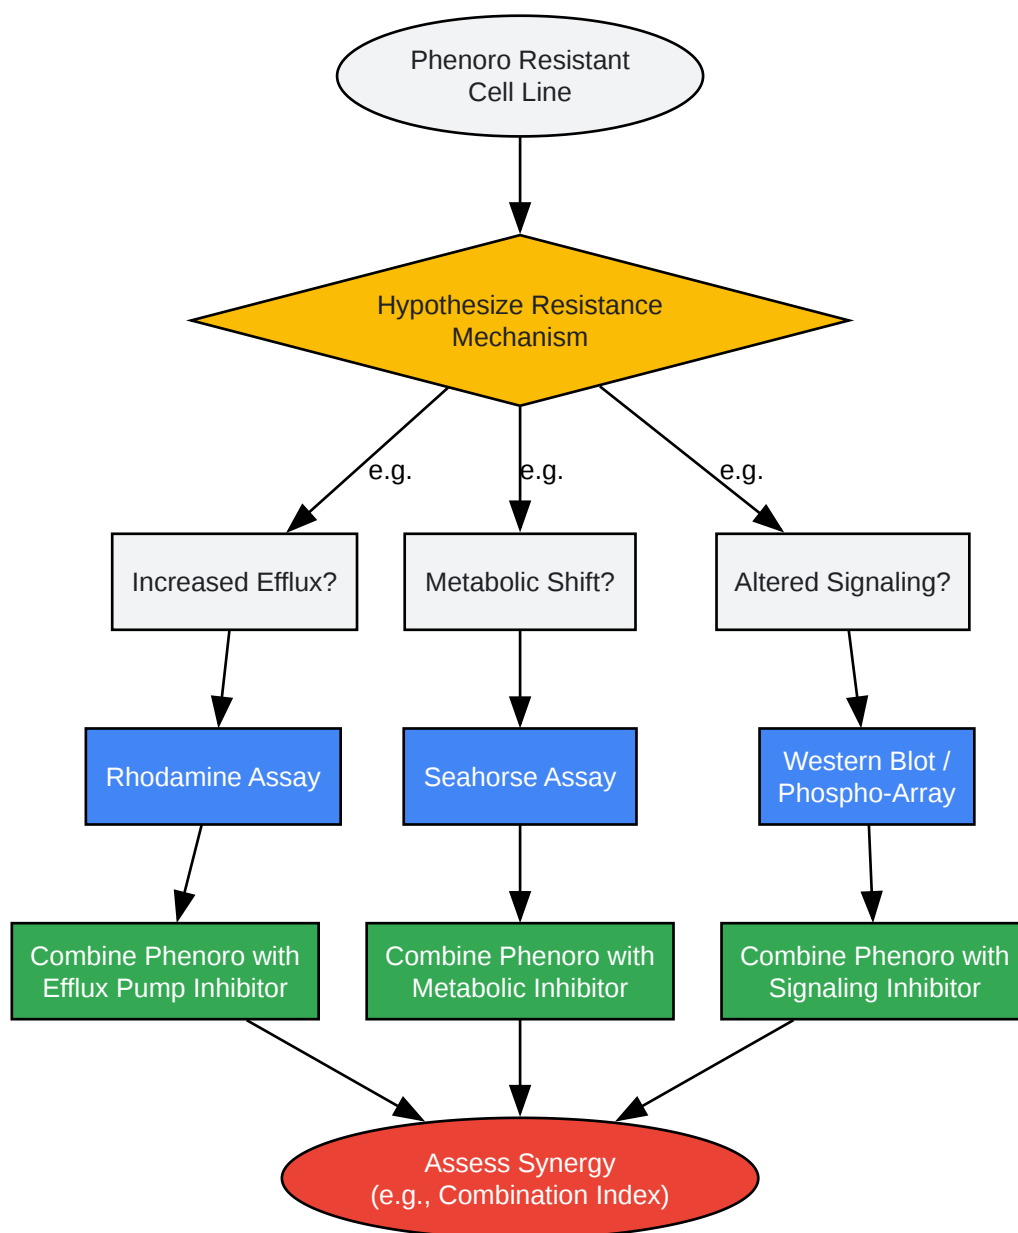 Phenoro Resistant
Cell Line
Hypothesize Resistance
Mechanism
e.g.
e.g.
e.g.
Increased Efflux?
Metabolic Shift?
Altered Signaling?
Rhodamine Assay
Seahorse Assay
Western Blot /
Phospho-Array
Combine Phenoro with
Efflux Pump Inhibitor
Combine Phenoro with
Metabolic Inhibitor
Combine Phenoro with
Signaling Inhibitor
Assess Synergy
(e.g., Combination Index)